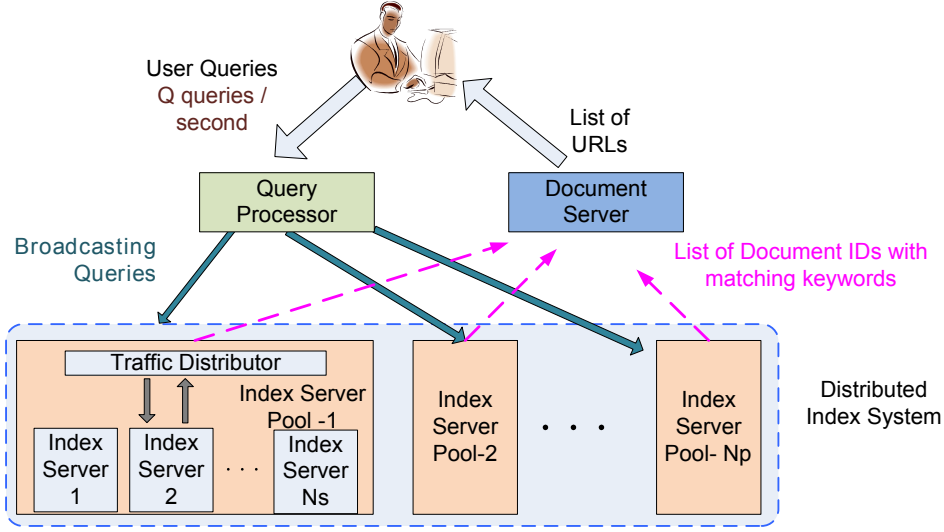 User Queries
Q queries /
second
List of
URLs
Query
Processor
Document
Server
Broadcasting
Queries
List of Document IDs with
matching keywords
Traffic Distributor
Index Server
Pool -1
Index
Server
1
Index
Server
2
. . .
Index
Server
Ns
Index
Server
Pool-2
. . .
Index
Server
Pool- Np
Distributed
Index System